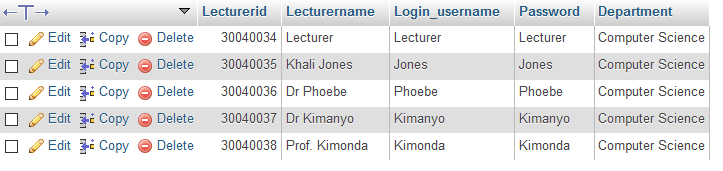 Lecturerid Lecturername Login_username Password Department
Edit Copy Delete 30040034 Lecturer Lecturer Lecturer Computer Science
Edit Copy Delete 30040035 Khali Jones Jones Jones Computer Science
Edit Copy Delete 30040036 Dr Phoebe Phoebe Phoebe Computer Science
Edit Copy Delete 30040037 Dr Kimanyo Kimanyo Kimanyo Computer Science
Edit Copy Delete 30040038 Prof. Kimonda Kimonda Kimonda Computer Science